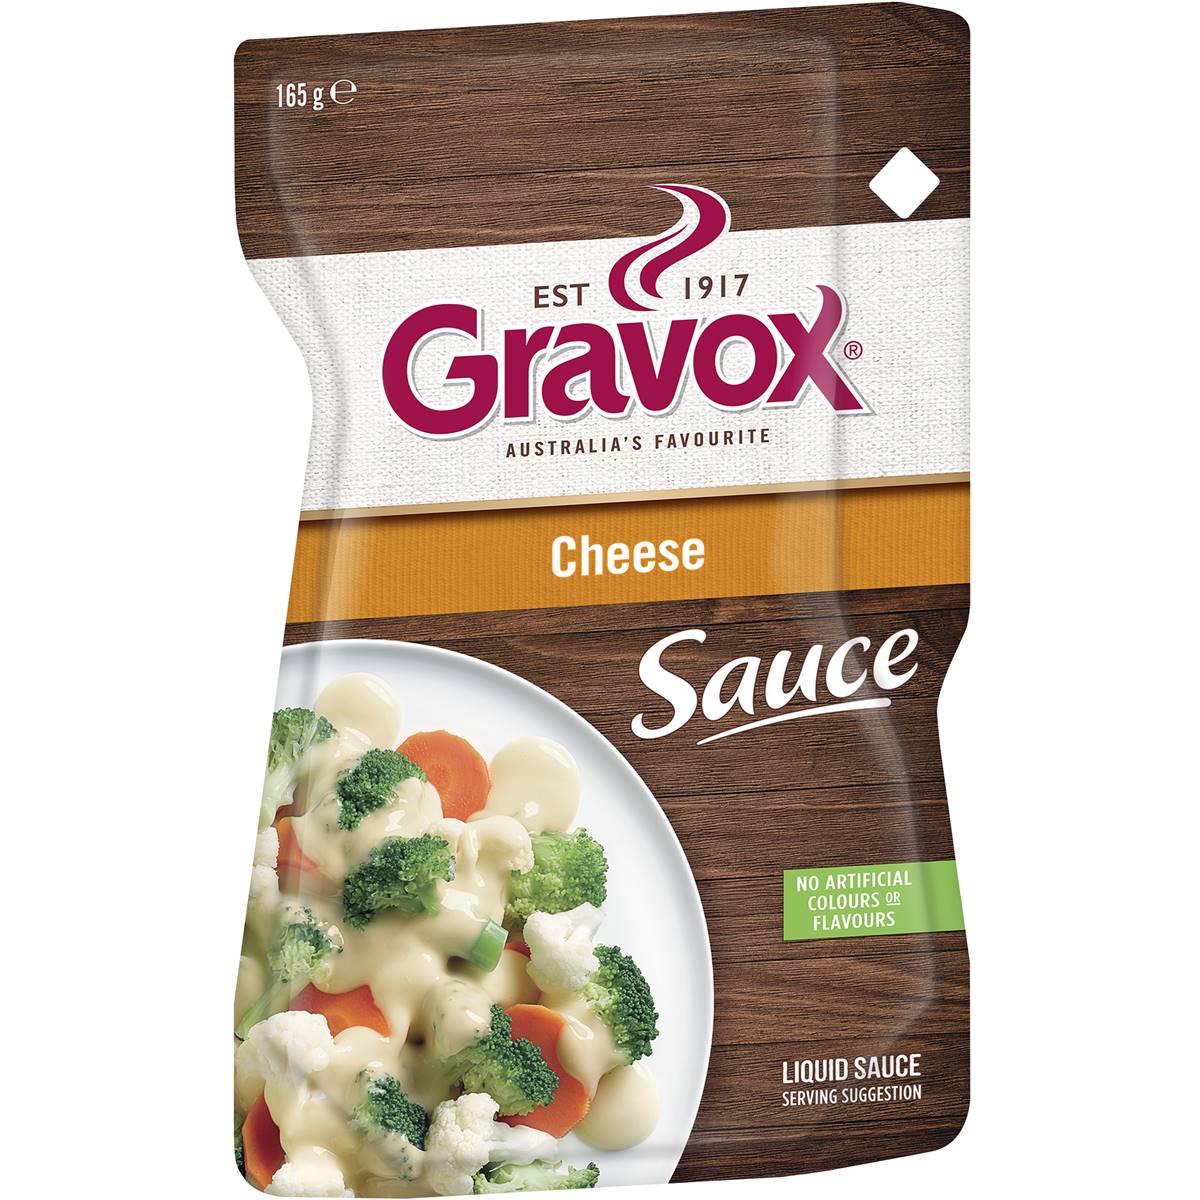 165 g ℮
EST 1917
Gravox®
AUSTRALIA'S FAVOURITE
Cheese
Sauce
NO ARTIFICIAL
COLOURS OR
FLAVOURS
LIQUID SAUCE
SERVING SUGGESTION